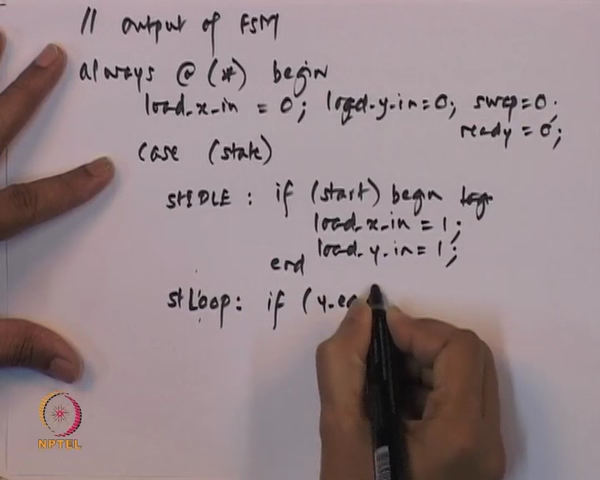 // output of FSM
always @ (*) begin
load_x_in = 0; load_y_in=0; swap=0;
ready = 0;
case (state)
stIDLE : if (start) begin
load_x_in = 1;
load_y_in = 1;
end
stLoop: if (y_e
NPTEL